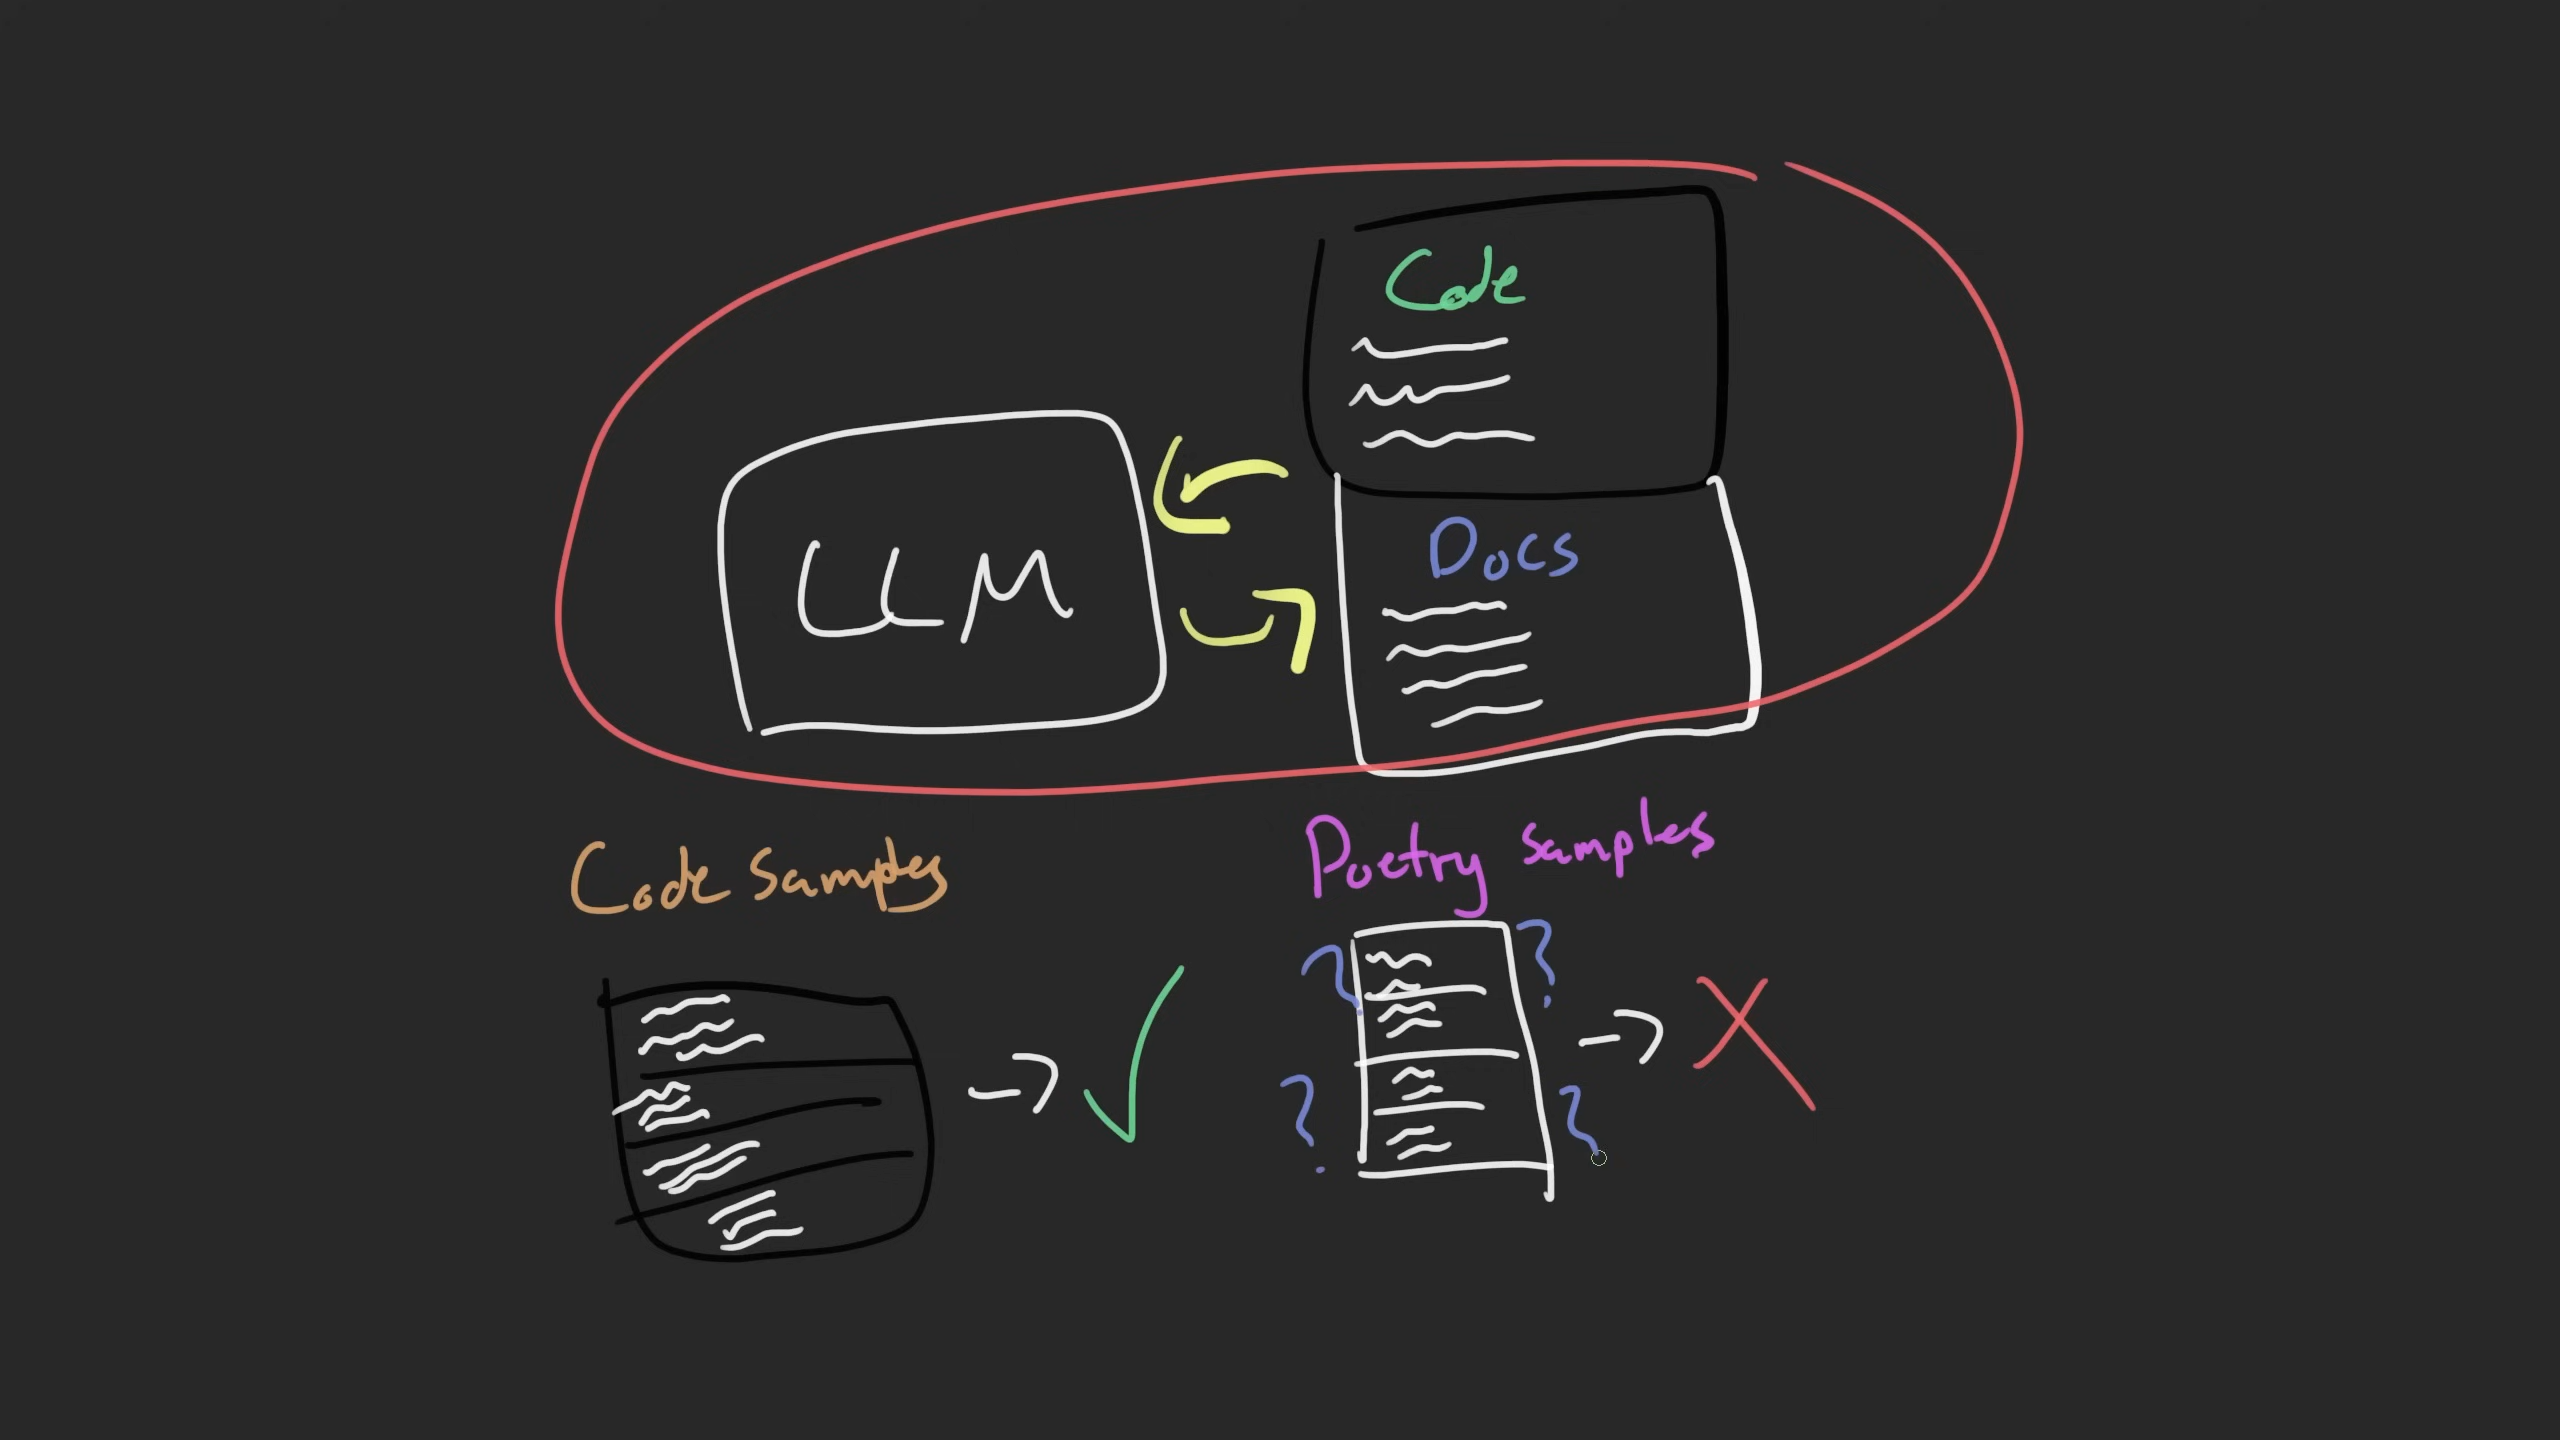 Code
LLM
Docs
Code samples
Poetry samples
? ?
? ?